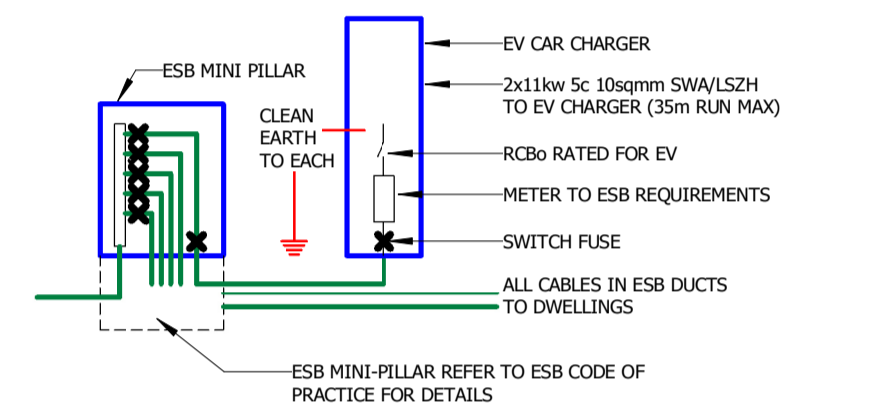 EV CAR CHARGER
ESB MINI PILLAR
2x11kw 5c 10sqmm SWA/LSZH
TO EV CHARGER (35m RUN MAX)
CLEAN
EARTH
TO EACH
RCBo RATED FOR EV
METER TO ESB REQUIREMENTS
SWITCH FUSE
ALL CABLES IN ESB DUCTS
TO DWELLINGS
ESB MINI-PILLAR REFER TO ESB CODE OF
PRACTICE FOR DETAILS